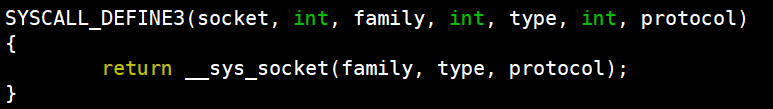 SYSCALL_DEFINE3(socket, int, family, int, type, int, protocol)
{
        return __sys_socket(family, type, protocol);
}